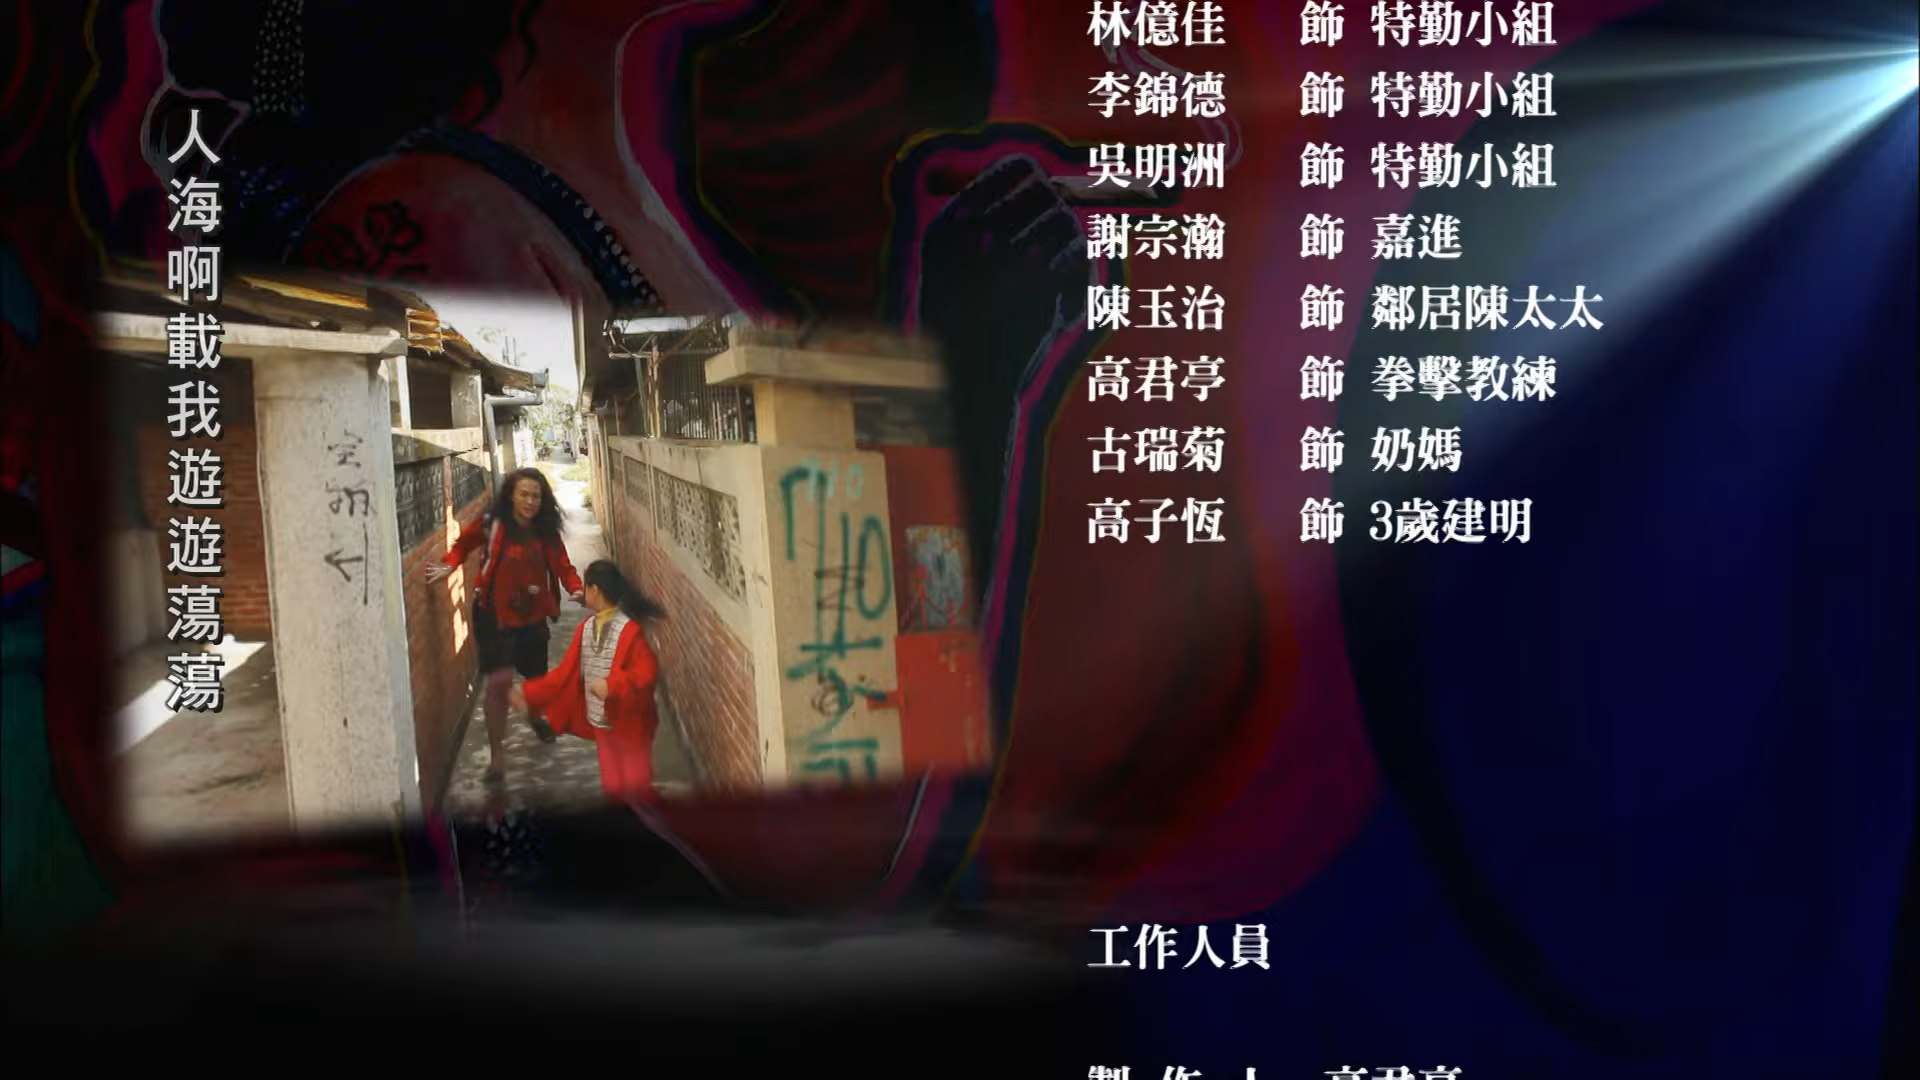 人海啊載我遊遊蕩蕩
林億佳 飾 特勤小組
李錦德 飾 特勤小組
吳明洲 飾 特勤小組
謝宗瀚 飾 嘉進
陳玉治 飾 鄰居陳太太
高君亭 飾 拳擊教練
古瑞菊 飾 奶媽
高子恆 飾 3歲建明
工作人員